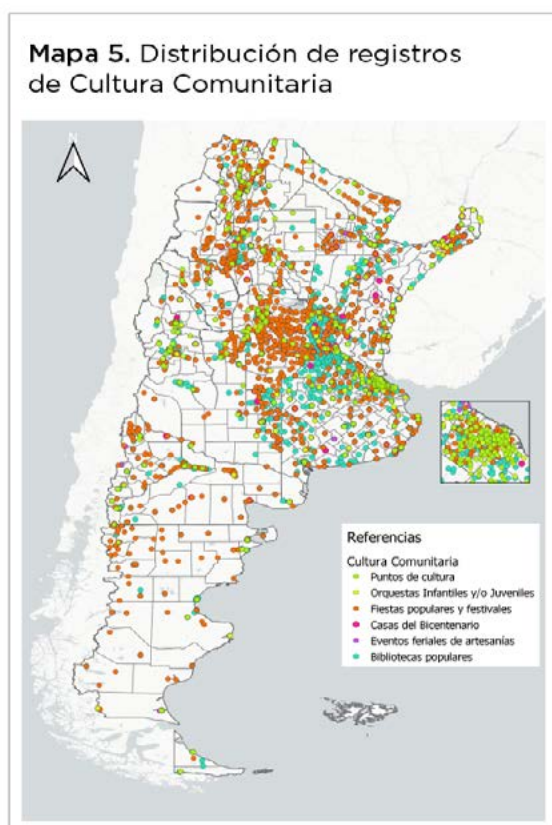 Mapa 5. Distribución de registros
de Cultura Comunitaria
N
Referencias
Cultura Comunitaria
Puntos de cultura
Orquestas Infantiles y/o Juveniles
Fiestas populares y festivales
Casas del Bicentenario
Eventos feriales de artesanías
Bibliotecas populares